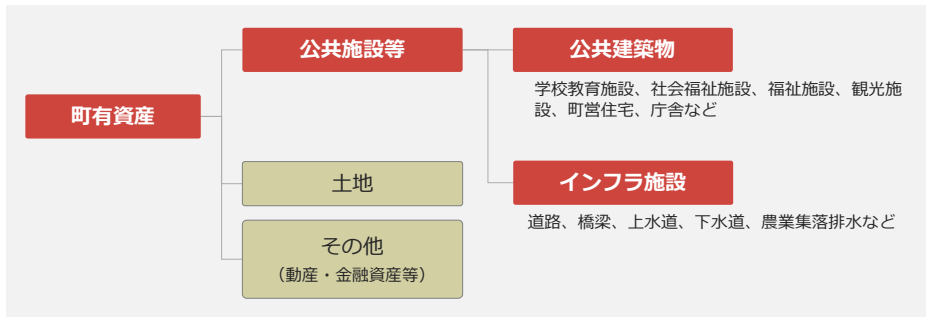 町有資産
公共施設等
土地
その他
（動産・金融資産等）
公共建築物
学校教育施設、社会福祉施設、福祉施設、観光施
設、町営住宅、庁舎など
インフラ施設
道路、橋梁、上水道、下水道、農業集落排水など